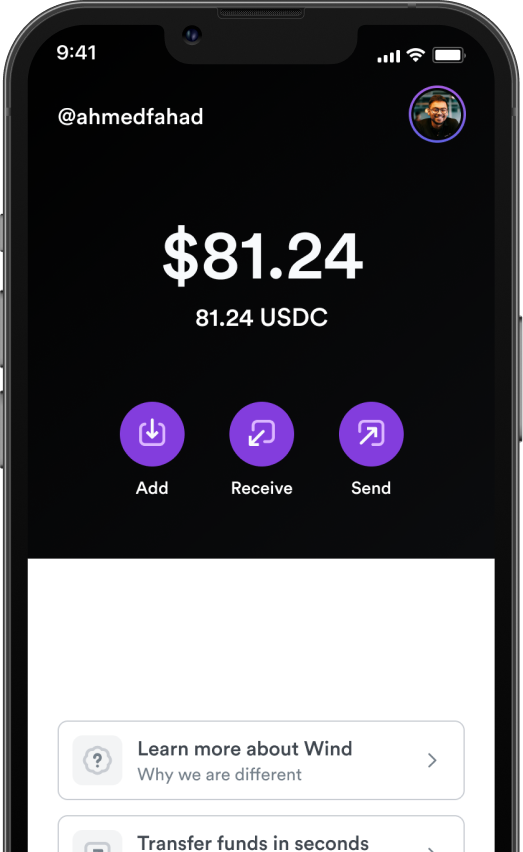 9:41
@ahmedfahad
$81.24
81.24 USDC
Add
Receive
Send
?
Learn more about Wind
Why we are different
Transfer funds in seconds